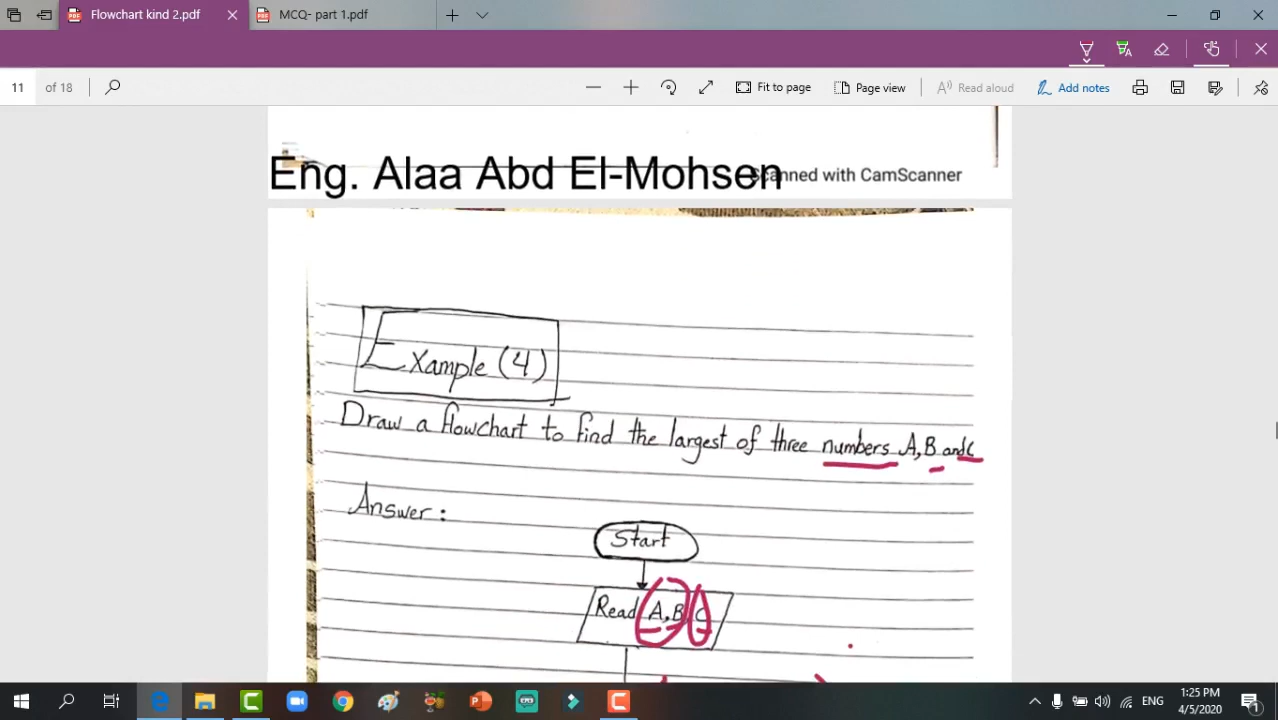 Flowchart kind 2.pdf
MCQ- part 1.pdf
11 of 18
Fit to page
Page view
Read aloud
Add notes
Eng. Alaa Abd El-Mohsen
Scanned with CamScanner
Example (4)
Draw a flowchart to find the largest of three numbers A, B and C
Answer :
Start
Read A, B, C
ENG
1:25 PM
4/5/2020